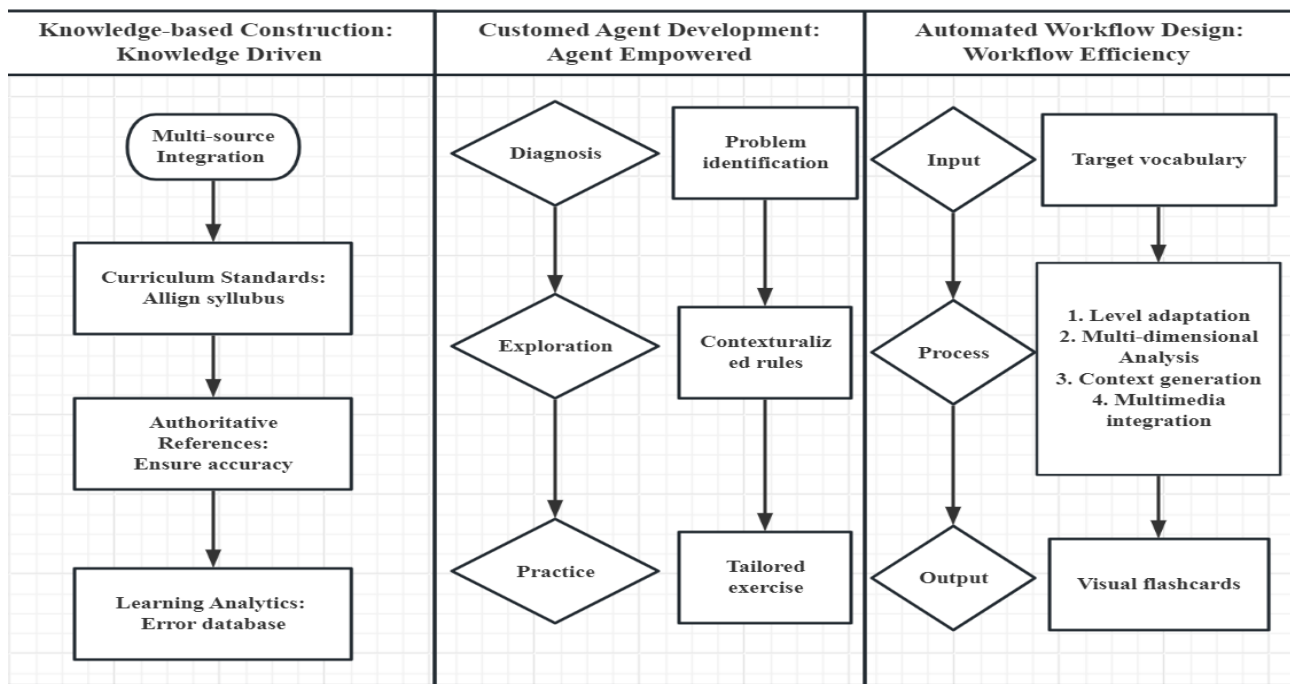 Knowledge-based Construction:
Knowledge Driven
Customed Agent Development:
Agent Empowered
Automated Workflow Design:
Workflow Efficiency
Multi-source
Integration
Curriculum Standards:
Allign syllubus
Authoritative
References:
Ensure accuracy
Learning Analytics:
Error database
Diagnosis
Problem
identification
Exploration
Contexturaliz
ed rules
Practice
Tailored
exercise
Input
Target vocabulary
Process
1. Level adaptation
2. Multi-dimensional
Analysis
3. Context generation
4. Multimedia
integration
Output
Visual flashcards